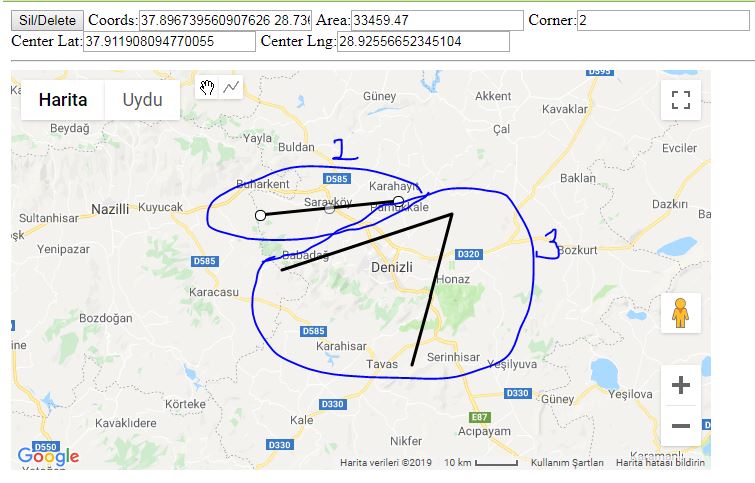 Sil/Delete Coords: 37.896739560907626 28.736 Area: 33459.47 Corner: 2
Center Lat: 37.911908094770055 Center Lng: 28.92556652345104
Harita Uydu
D595
Güney Akkent
Kavaklar
Beydağ
Yayla
Çal
Buldan
Evciler
2
D585
Baklan
Buharkent
Karahayıt
Sarayköy
Pamukkale
Nazilli Kuyucak
Dazkırı
Sultanhisar
3
Yenipazar
Babadağ
D320
Bozkurt
D585
Denizli
Honaz
Karacasu
Bozdoğan
D585
Karahisar
Serinhisar
Yeşilyuva
Tavas
D330
Körteke
D330
Güney
Yeşilova
E87
Kavaklıdere
Kale
Acıpayam
D550
D330
Nikfer
Karamanlı
Google
Harita verileri ©2019 10 km Kullanım Şartları Harita hatası bildirin